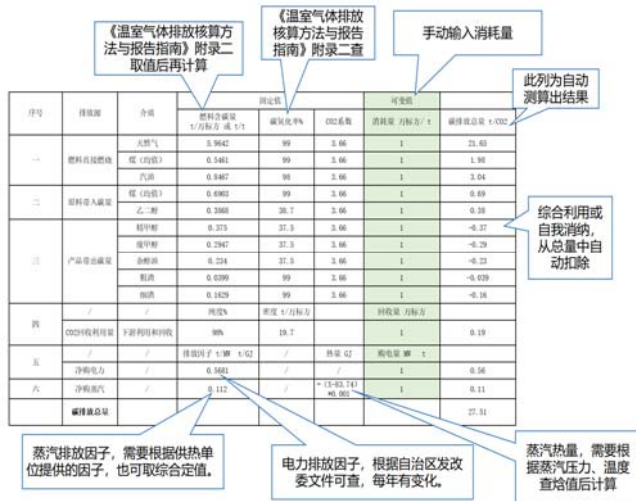 《温室气体排放核算方
法与报告指南》附录二
取值后再计算
《温室气体排放
核算方法与报告
指南》附录二查
手动输入消耗量
此列为自动
测算出结果
序号 排放源 介质 固定值 可变值 碳排放总量 t/CO2
燃料含碳量 t/万标方 或 t/t 碳氧化率% CO2系数 消耗量 万标方/ t
一 燃料直接燃烧 天然气 5.9642 99 3.66 1 21.65
煤（均值） 0.5461 99 3.66 1 1.98
汽油 0.8467 98 3.66 1 3.04
二 原料带入碳量 煤（均值） 0.6903 99 3.66 1 0.69
乙二醇 0.3868 38.7 3.66 1 0.38
三 产品带出碳量 精甲醇 0.375 37.5 3.66 1 -0.37
0.2947 37.5 3.66 1 -0.29
杂醇油 0.234 37.5 3.66 1 -0.23
粗渣 0.0399 99 3.66 1 -0.039
细渣 0.1629 99 3.66 1 -0.16
综合利用或
自我消纳，
从总量中自
动扣除
四 / / 纯度% 密度 t/万标方 回收量 万标方
CO2回收利用量 下游利用和回收 98% 19.7 1 0.19
五 / / 排放因子 t/MW t/GJ / 热量 GJ 购电量 MW t
净购电力 / 0.5681 / / 1 0.56
六 净购蒸汽 / 0.112 / =（X-83.74）*0.001 1 0.11
碳排放总量 27.51
蒸汽排放因子，需要根据供热单
位提供的因子，也可取综合定值。
电力排放因子，根据自治区发改
委文件可查，每年有变化。
蒸汽热量，需要根
据蒸汽压力、温度
查焓值后计算